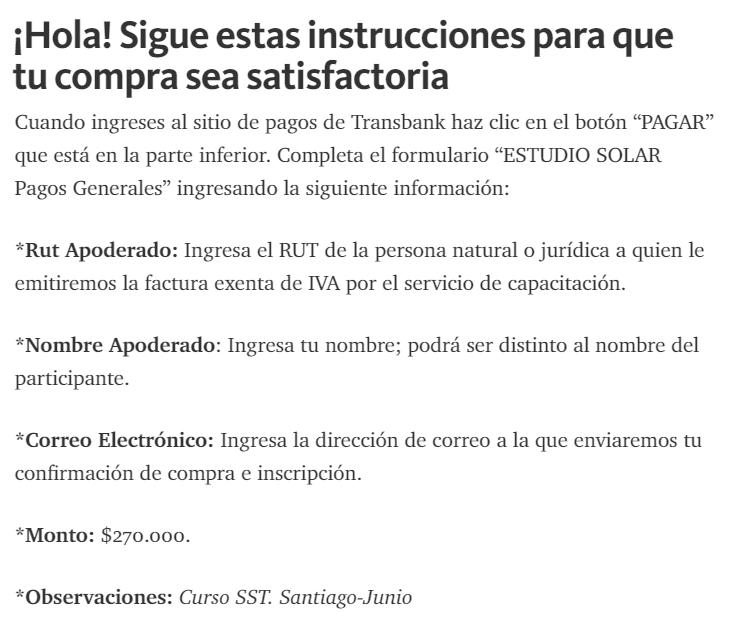 ¡Hola! Sigue estas instrucciones para que
tu compra sea satisfactoria
Cuando ingreses al sitio de pagos de Transbank haz clic en el botón “PAGAR”
que está en la parte inferior. Completa el formulario “ESTUDIO SOLAR
Pagos Generales” ingresando la siguiente información:
*Rut Apoderado: Ingresa el RUT de la persona natural o jurídica a quien le
emitiremos la factura exenta de IVA por el servicio de capacitación.
*Nombre Apoderado: Ingresa tu nombre; podrá ser distinto al nombre del
participante.
*Correo Electrónico: Ingresa la dirección de correo a la que enviaremos tu
confirmación de compra e inscripción.
*Monto: $270.000.
*Observaciones: Curso SST. Santiago-Junio